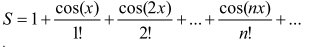 S = 1 + cos(x)/1! + cos(2x)/2! + ... + cos(nx)/n! + ...